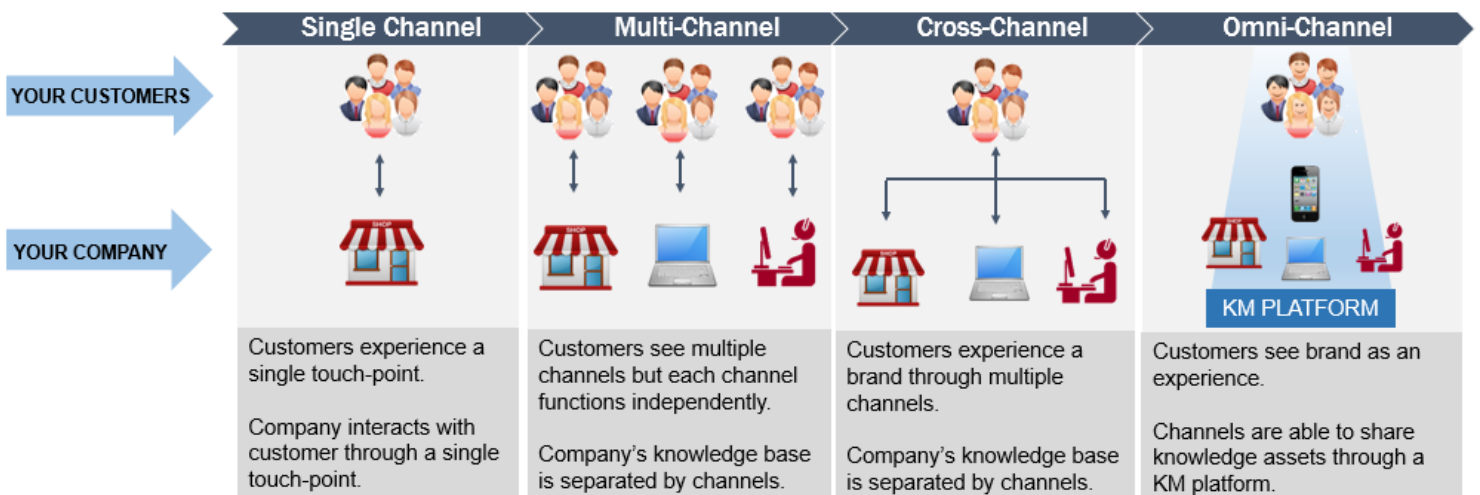 Single Channel
Multi-Channel
Cross-Channel
Omni-Channel
YOUR CUSTOMERS
YOUR COMPANY
SHOP
SHOP
SHOP
SHOP
KM PLATFORM
Customers experience a
single touch-point.
Company interacts with
customer through a single
touch-point.
Customers see multiple
channels but each channel
functions independently.
Company’s knowledge base
is separated by channels.
Customers experience a
brand through multiple
channels.
Company’s knowledge base
is separated by channels.
Customers see brand as an
experience.
Channels are able to share
knowledge assets through a
KM platform.